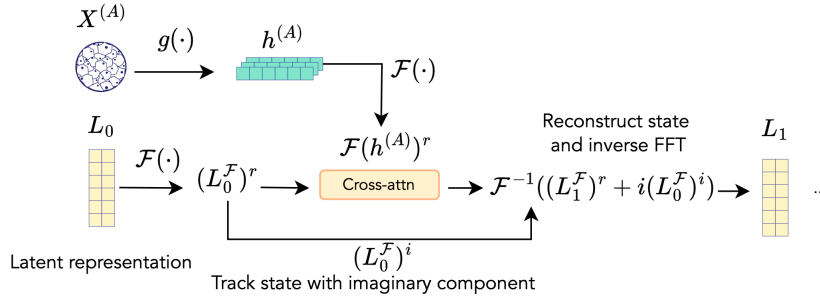 X^{(A)}
g(·)
h^{(A)}
F(·)
L_0
F(·)
(L_0^F)^r
F(h^{(A)})^r
Cross-attn
Reconstruct state
and inverse FFT
F^{-1}((L_1^F)^r + i(L_0^F)^i)
L_1
..
(L_0^F)^i
Latent representation
Track state with imaginary component